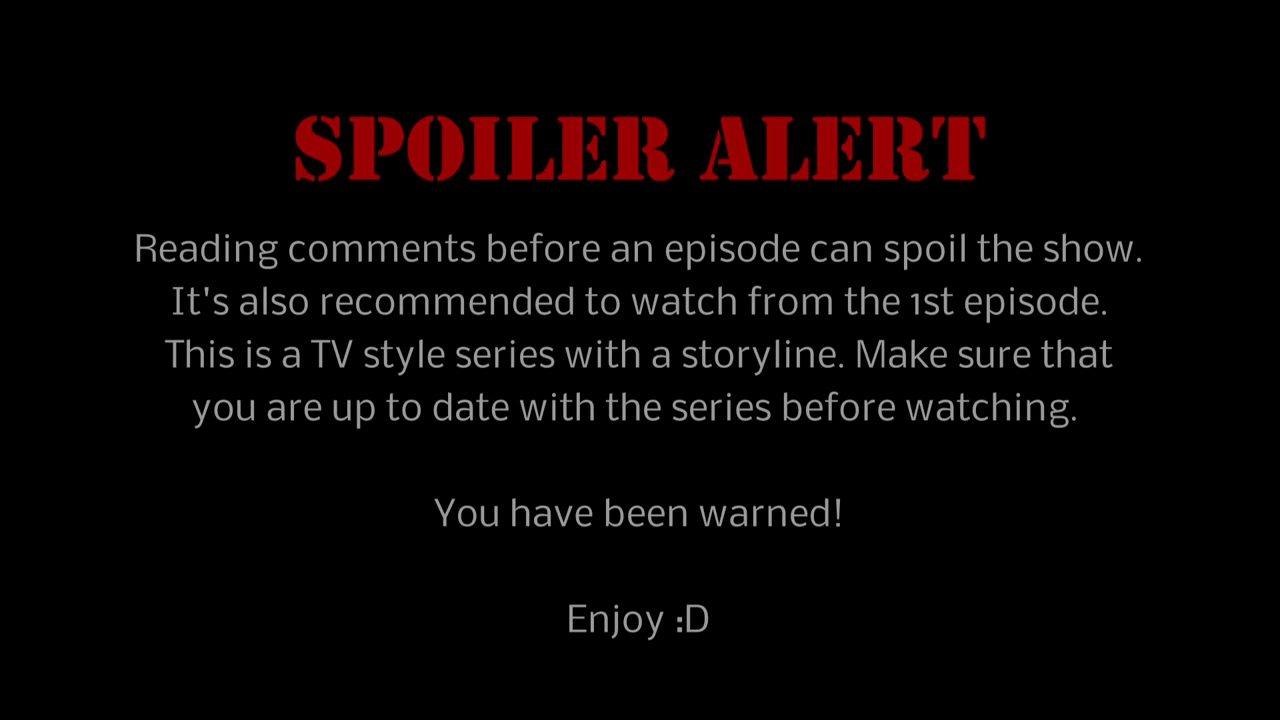 SPOILER ALERT
Reading comments before an episode can spoil the show.
It's also recommended to watch from the 1st episode.
This is a TV style series with a storyline. Make sure that
you are up to date with the series before watching.
You have been warned!
Enjoy :D